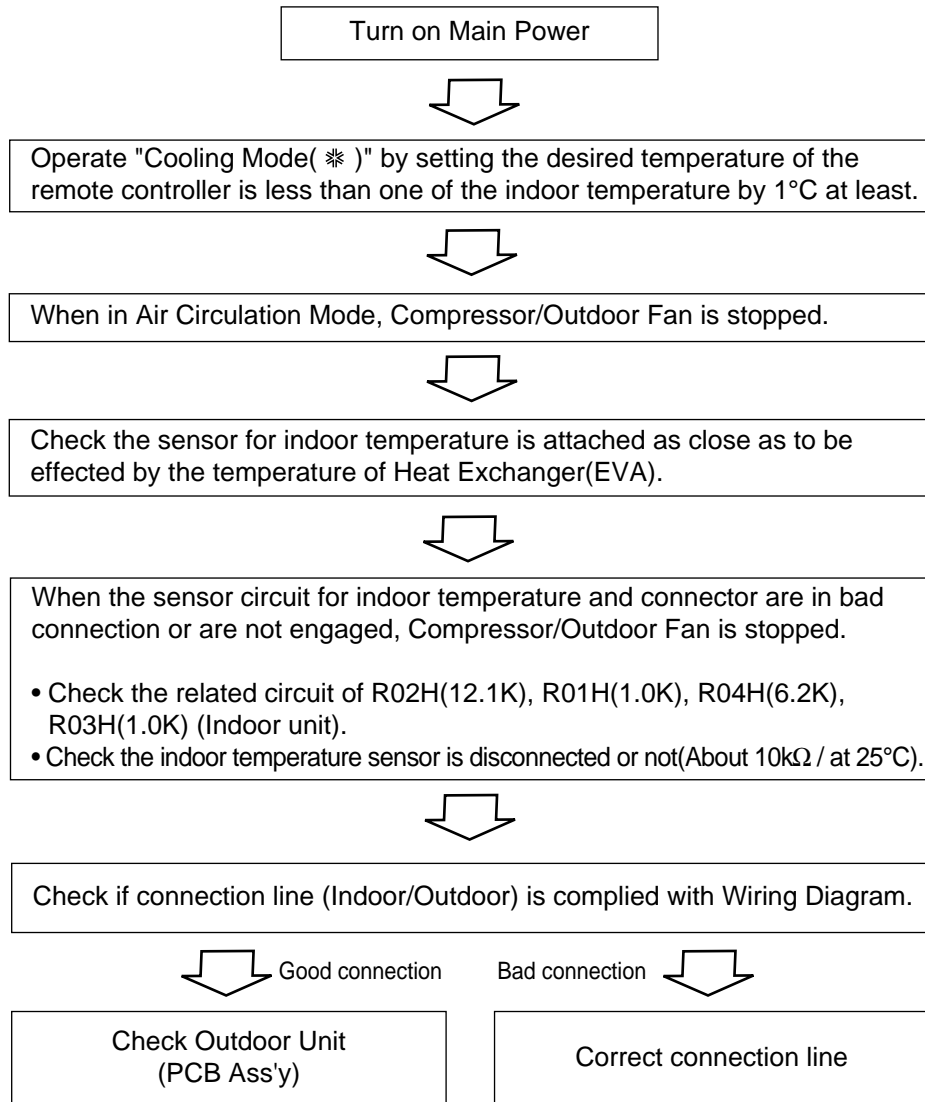 Turn on Main Power
Operate "Cooling Mode( ❄ )" by setting the desired temperature of the
remote controller is less than one of the indoor temperature by 1°C at least.
When in Air Circulation Mode, Compressor/Outdoor Fan is stopped.
Check the sensor for indoor temperature is attached as close as to be
effected by the temperature of Heat Exchanger(EVA).
When the sensor circuit for indoor temperature and connector are in bad
connection or are not engaged, Compressor/Outdoor Fan is stopped.
• Check the related circuit of R02H(12.1K), R01H(1.0K), R04H(6.2K),
R03H(1.0K) (Indoor unit).
• Check the indoor temperature sensor is disconnected or not(About 10kΩ / at 25°C).
Check if connection line (Indoor/Outdoor) is complied with Wiring Diagram.
Good connection
Bad connection
Check Outdoor Unit
(PCB Ass'y)
Correct connection line